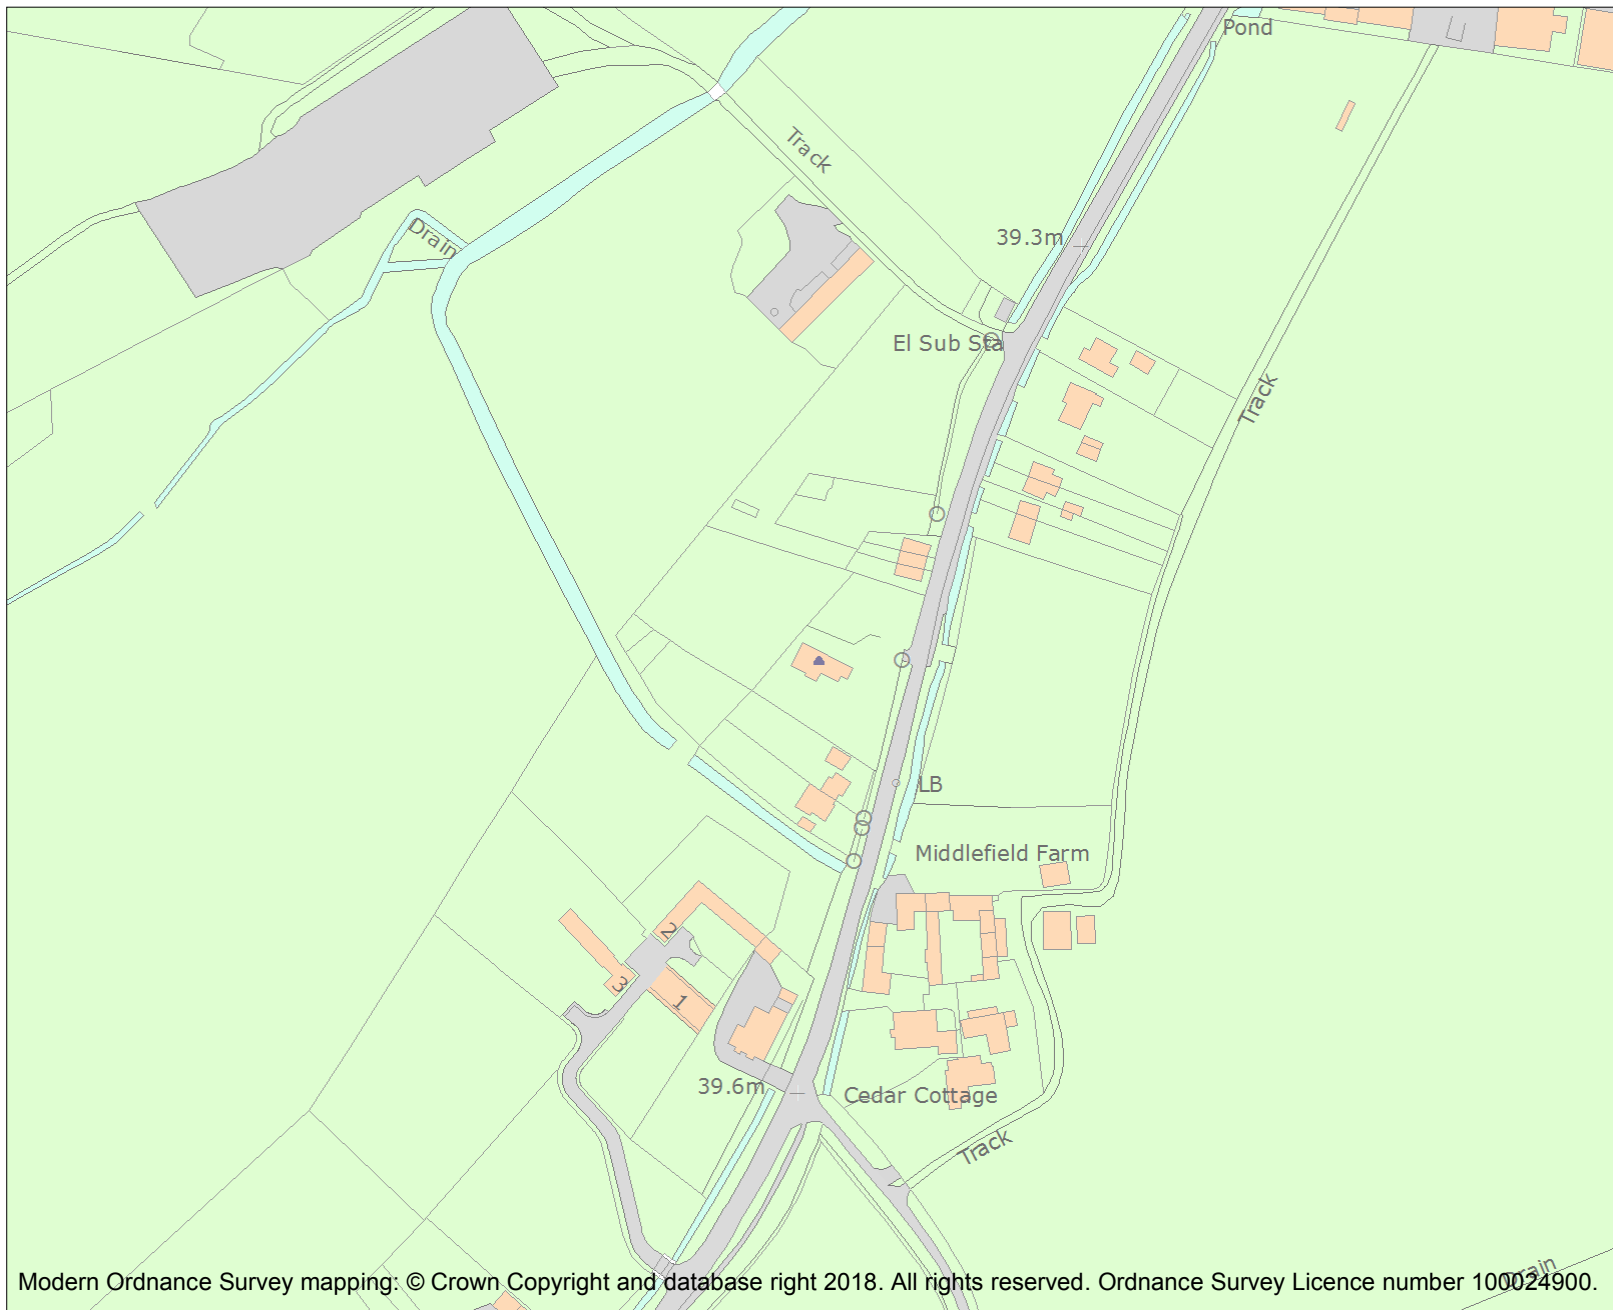 Pond
Track
Drain
39.3m
El Sub Sta
Track
LB
Middlefield Farm
2
3
1
39.6m
Cedar Cottage
Track
Drain
Modern Ordnance Survey mapping: © Crown Copyright and database right 2018. All rights reserved. Ordnance Survey Licence number 100024900.